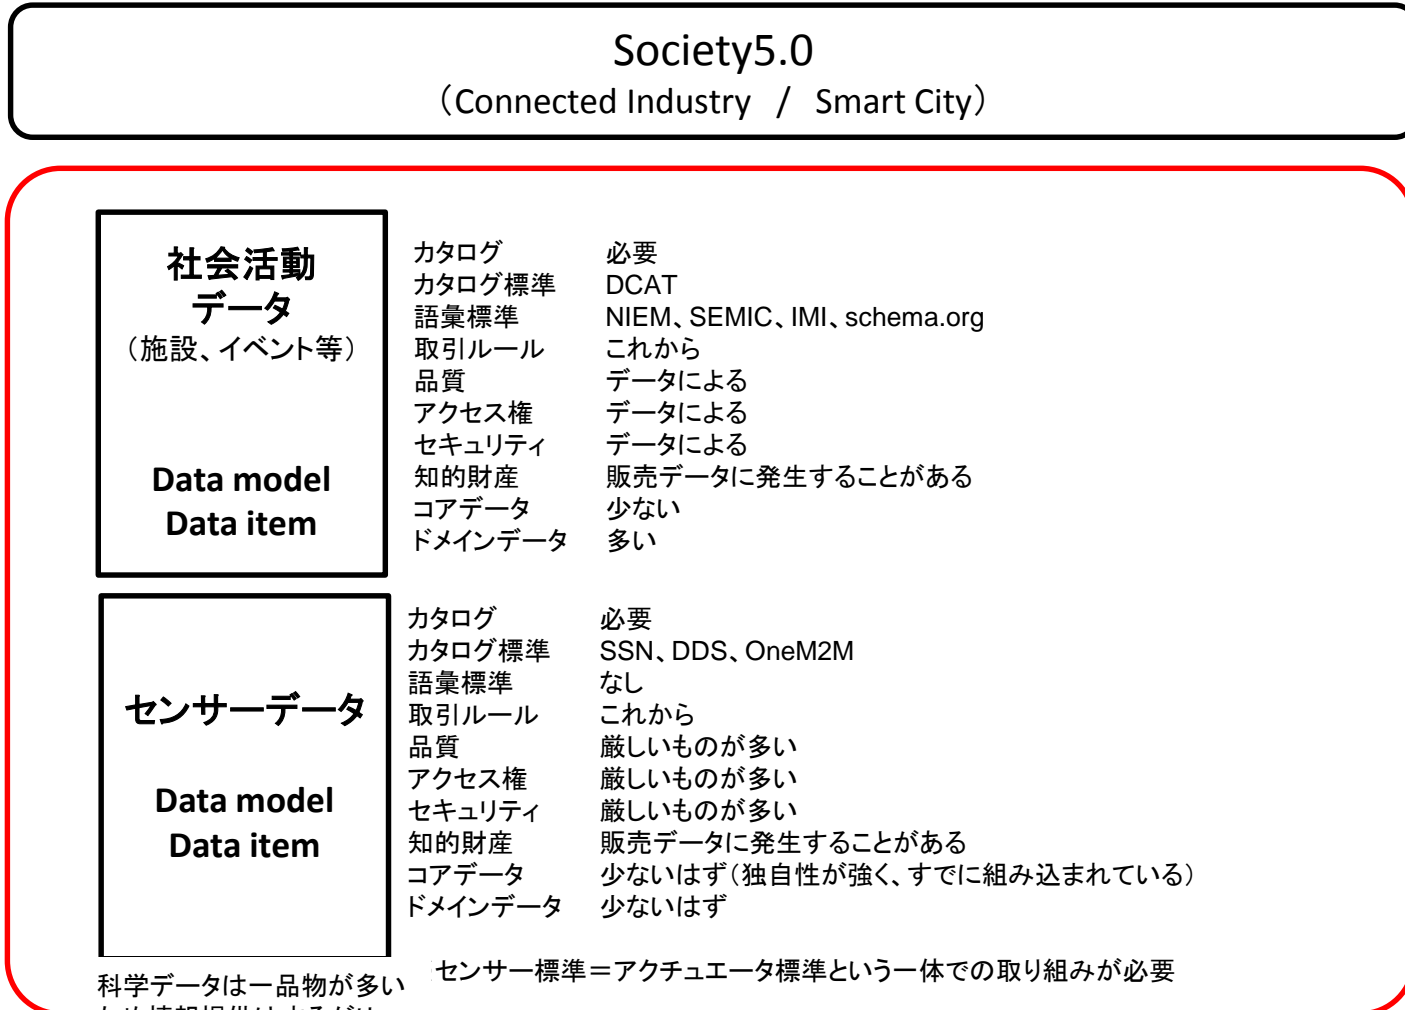 Society5.0
（Connected Industry / Smart City）
社会活動
データ
（施設、イベント等）
Data model
Data item
カタログ 必要
カタログ標準 DCAT
語彙標準 NIEM、SEMIC、IMI、schema.org
取引ルール これから
品質 データによる
アクセス権 データによる
セキュリティ データによる
知的財産 販売データに発生することがある
コアデータ 少ない
ドメインデータ 多い
センサーデータ
Data model
Data item
カタログ 必要
カタログ標準 SSN、DDS、OneM2M
語彙標準 なし
取引ルール これから
品質 厳しいものが多い
アクセス権 厳しいものが多い
セキュリティ 厳しいものが多い
知的財産 販売データに発生することがある
コアデータ 少ないはず（独自性が強く、すでに組み込まれている）
ドメインデータ 少ないはず
センサー標準＝アクチュエータ標準という一体での取り組みが必要
科学データは一品物が多い